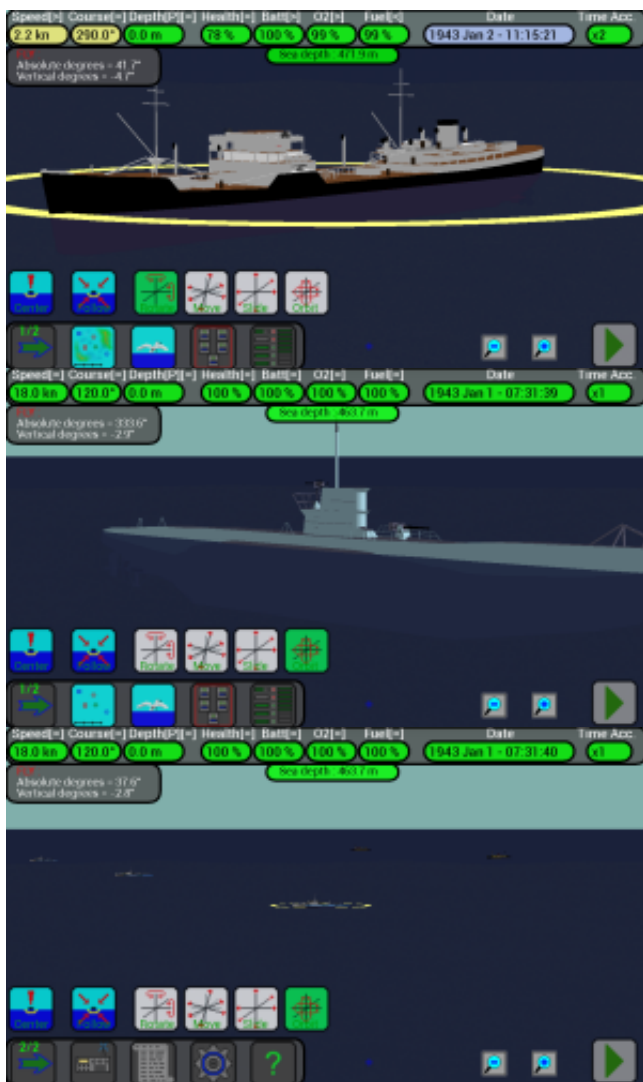 Speed[>] Course[=] Depth[P][=] Health[=] Batt[>] O2[>] Fuel[<] Date Time Acc.
2.2 kn 290.0° 0.0 m 78 % 100 % 99 % 99 % 1943 Jan 2 - 11:15:21 x2
Sea depth : 471.9 m
Absolute degrees = 41.7°
Vertical degrees = -4.7°
Center Follow Rotate Move Slide Orbit
1/2
Speed[=] Course[=] Depth[P][=] Health[=] Batt[=] O2[=] Fuel[=] Date Time Acc.
18.0 kn 120.0° 0.0 m 100 % 100 % 100 % 100 % 1943 Jan 1 - 07:31:39 x1
Sea depth : 463.7 m
Absolute degrees = 333.6°
Vertical degrees = -2.9°
Center Follow Rotate Move Slide Orbit
1/2
Speed[=] Course[=] Depth[P][=] Health[=] Batt[=] O2[=] Fuel[=] Date Time Acc.
18.0 kn 120.0° 0.0 m 100 % 100 % 100 % 100 % 1943 Jan 1 - 07:31:40 x1
Sea depth : 463.7 m
Absolute degrees = 37.6°
Vertical degrees = -2.8°
Center Follow Rotate Move Slide Orbit
2/2 ?